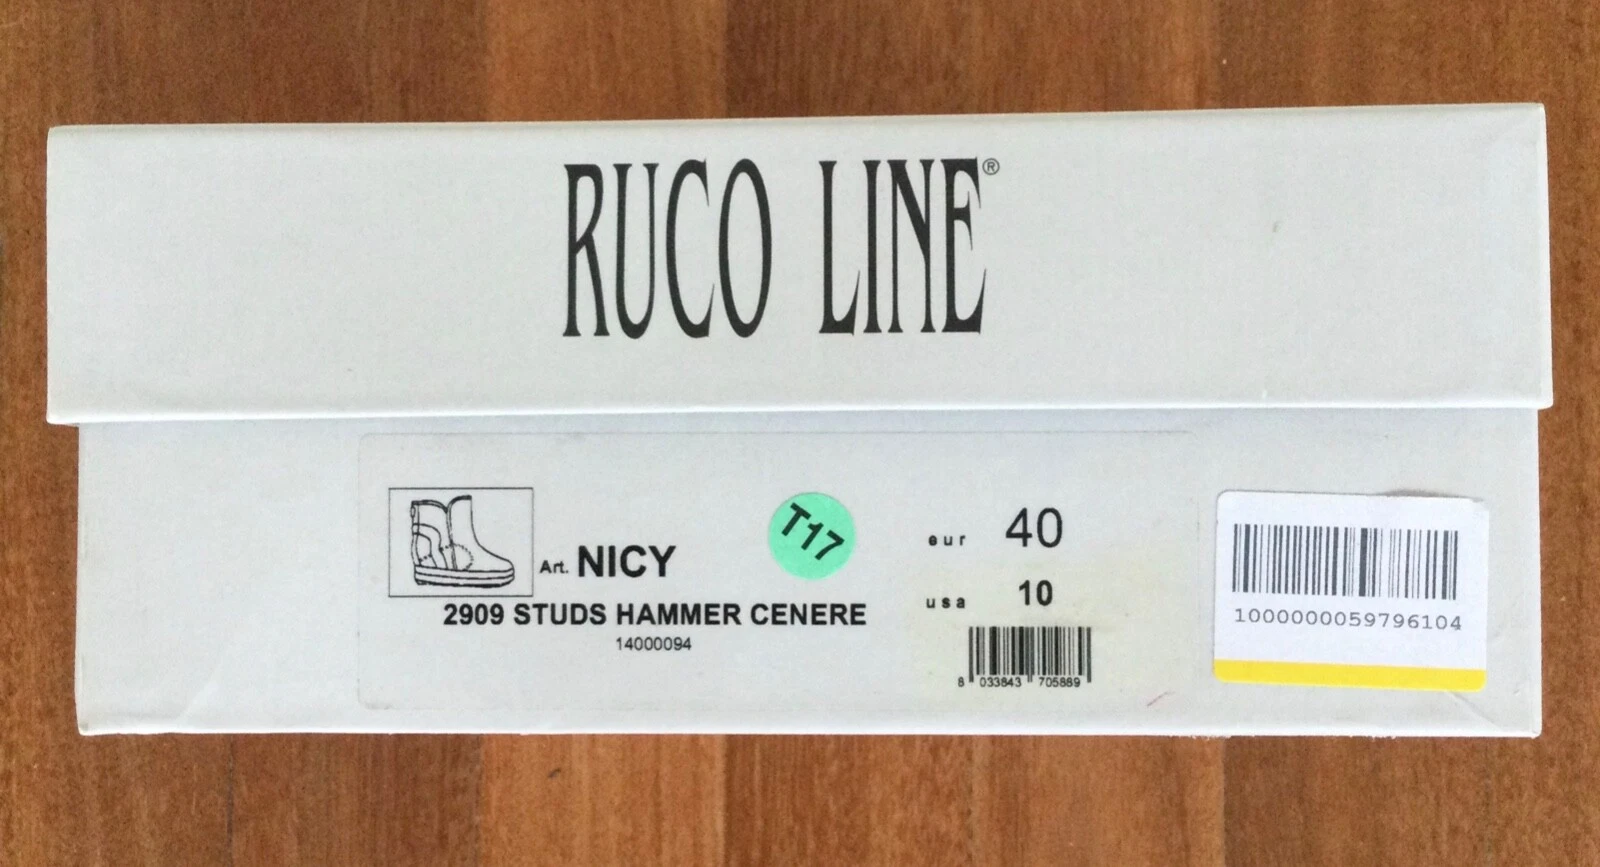 RUCO LINE®
Art. NICY
2909 STUDS HAMMER CENERE
14000094
T17
eur 40
usa 10
8 033843 705889
1000000059796104